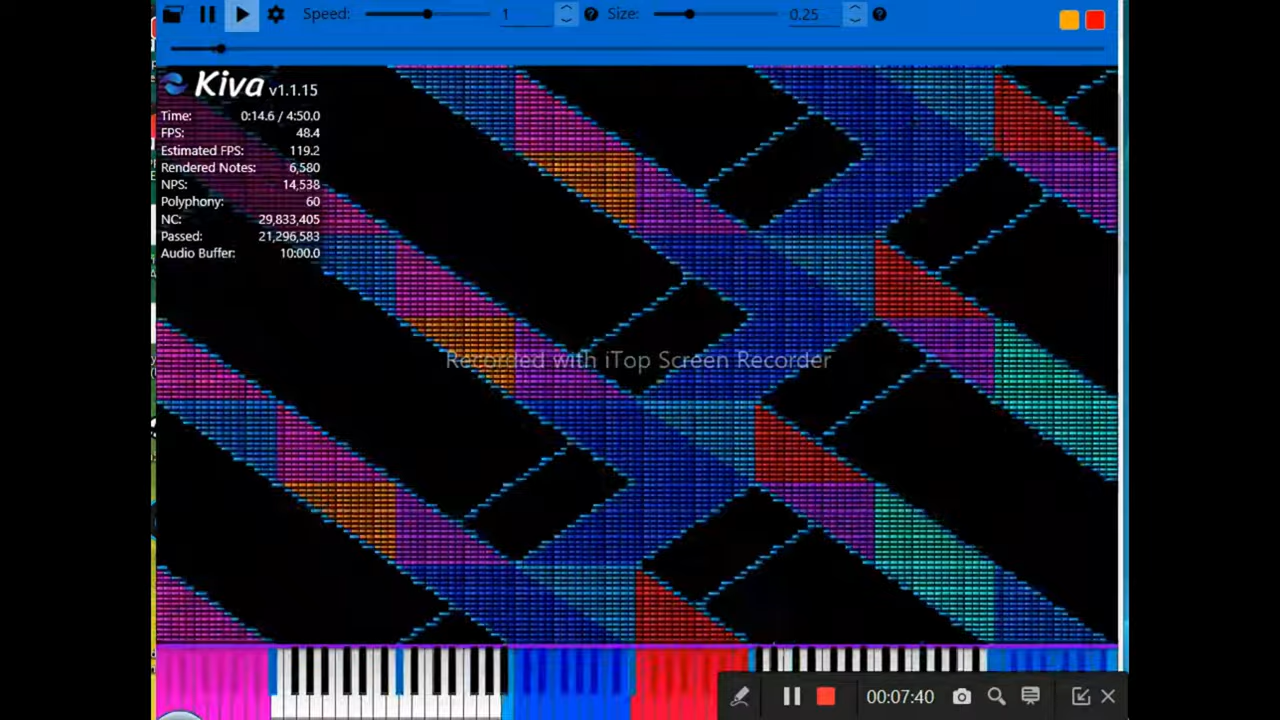 Speed: 1 Size: 0.25
Kiva v1.1.15
Time: 0:14.6 / 4:50.0
FPS: 48.4
Estimated FPS: 119.2
Rendered Notes: 6,580
NPS: 14,538
Polyphony: 60
NC: 29,833,405
Passed: 21,296,583
Audio Buffer: 10:00.0
Recorded with iTop Screen Recorder
00:07:40